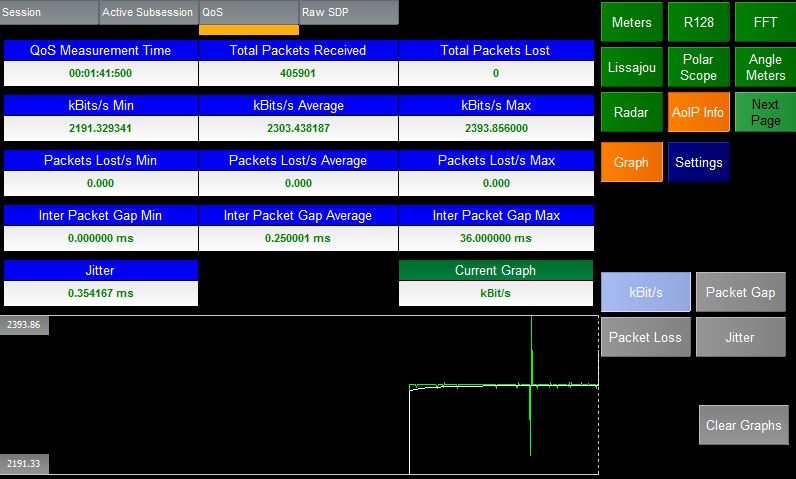 Session Active Subsession QoS Raw SDP
Meters R128 FFT
QoS Measurement Time Total Packets Received Total Packets Lost
00:01:41:500 405901 0
Lissajou Polar Scope Angle Meters
kBits/s Min kBits/s Average kBits/s Max
2191.329341 2303.438187 2393.856000
Radar AoIP Info Next Page
Packets Lost/s Min Packets Lost/s Average Packets Lost/s Max
0.000 0.000 0.000
Graph Settings
Inter Packet Gap Min Inter Packet Gap Average Inter Packet Gap Max
0.000000 ms 0.250001 ms 36.000000 ms
Jitter Current Graph
0.354167 ms kBit/s
kBit/s Packet Gap
2393.86
Packet Loss Jitter
Clear Graphs
2191.33